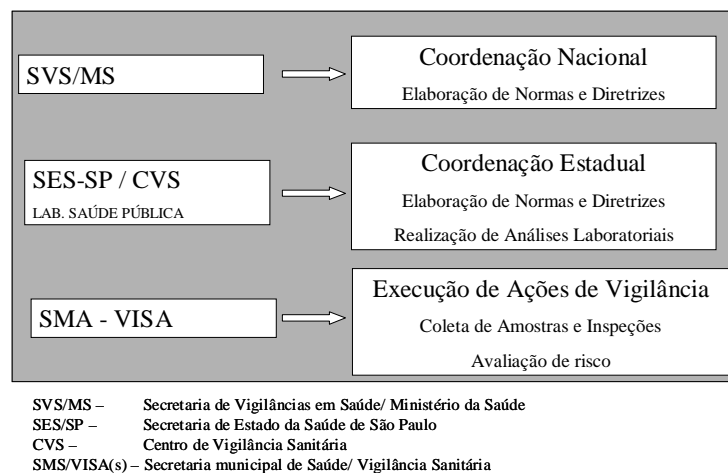 SVS/MS
Coordenação Nacional
Elaboração de Normas e Diretrizes
SES-SP / CVS
LAB. SAÚDE PÚBLICA
Coordenação Estadual
Elaboração de Normas e Diretrizes
Realização de Análises Laboratoriais
SMA - VISA
Execução de Ações de Vigilância
Coleta de Amostras e Inspeções
Avaliação de risco
SVS/MS – Secretaria de Vigilâncias em Saúde/ Ministério da Saúde
SES/SP – Secretaria de Estado da Saúde de São Paulo
CVS – Centro de Vigilância Sanitária
SMS/VISA(s) – Secretaria municipal de Saúde/ Vigilância Sanitária